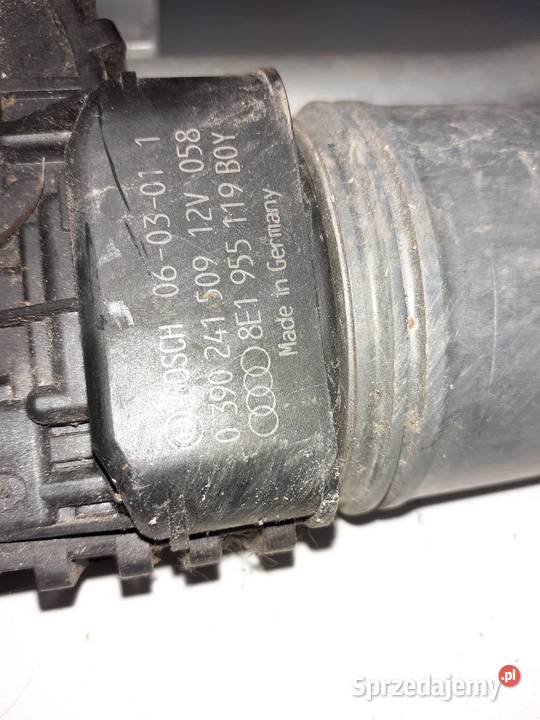 BOSCH 06-03-01 1
0 390 241 509 12V 058
8E1 955 119 B0Y
Made in Germany
Sprzedajemy.pl